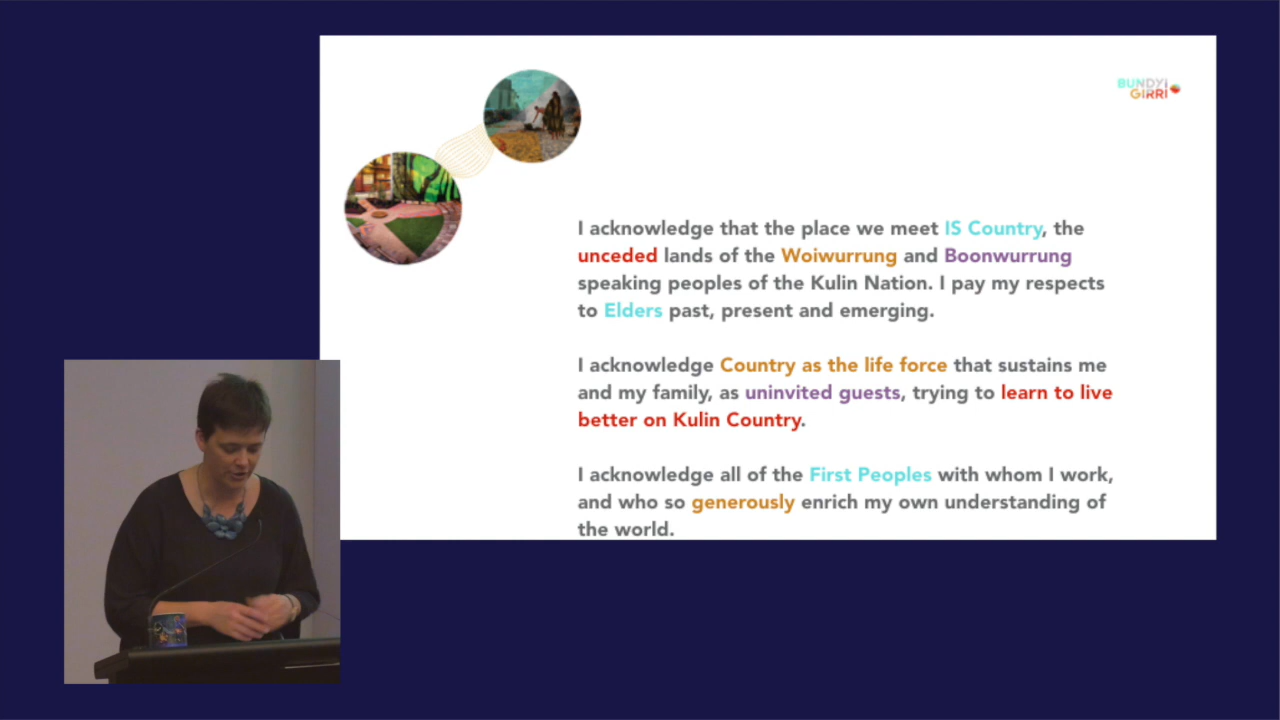 BUNDYI
GIRRI
I acknowledge that the place we meet IS Country, the
unceded lands of the Woiwurrung and Boonwurrung
speaking peoples of the Kulin Nation. I pay my respects
to Elders past, present and emerging.
I acknowledge Country as the life force that sustains me
and my family, as uninvited guests, trying to learn to live
better on Kulin Country.
I acknowledge all of the First Peoples with whom I work,
and who so generously enrich my own understanding of
the world.